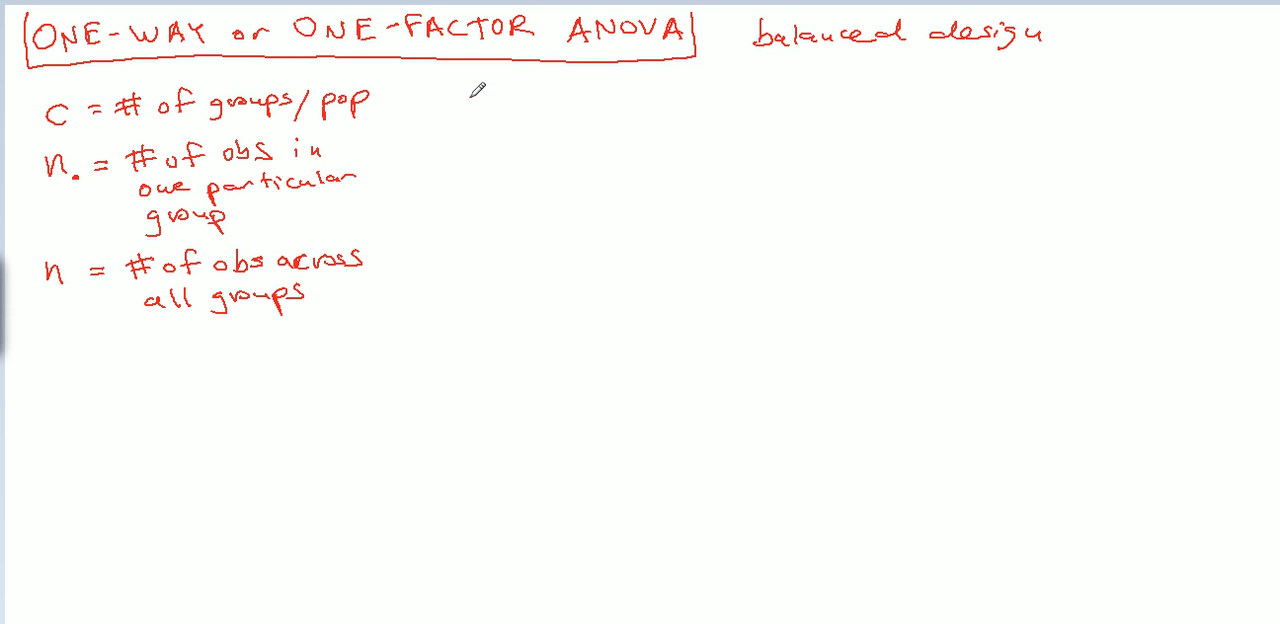 ONE-WAY or ONE-FACTOR ANOVA balanced design
C = # of groups/pop
n. = # of obs in
one particular
group
n = # of obs across
all groups